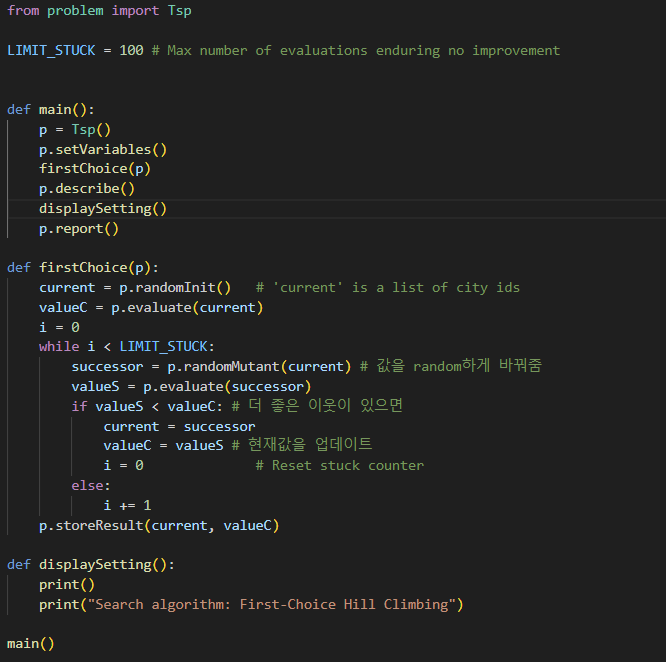 from problem import Tsp
LIMIT_STUCK = 100 # Max number of evaluations enduring no improvement
def main():
p = Tsp()
p.setVariables()
firstChoice(p)
p.describe()
displaySetting()
p.report()
def firstChoice(p):
current = p.randomInit()   # 'current' is a list of city ids
valueC = p.evaluate(current)
i = 0
while i < LIMIT_STUCK:
successor = p.randomMutant(current) # 값을 random하게 바꿔줌
valueS = p.evaluate(successor)
if valueS < valueC: # 더 좋은 이웃이 있으면
current = successor
valueC = valueS # 현재값을 업데이트
i = 0              # Reset stuck counter
else:
i += 1
p.storeResult(current, valueC)
def displaySetting():
print()
print("Search algorithm: First-Choice Hill Climbing")
main()